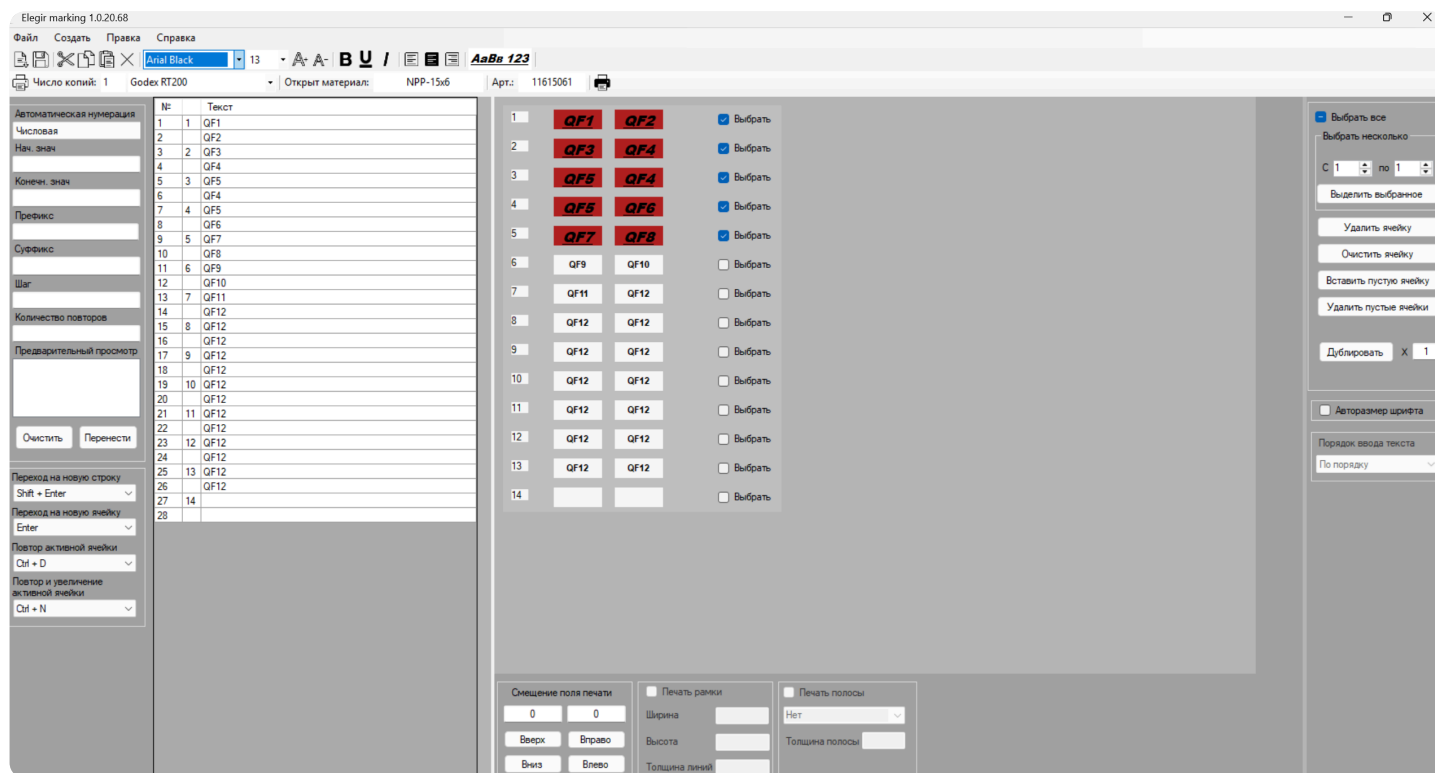 Elegir marking 1.0.20.68
Файл Создать Правка Справка
Arial Black 13 A+ A- B U I АаВв 123
Число копий: 1 Godex RT200 Открыт материал: NPP-15x6 Арт.: 11615061
Автоматическая нумерация
Числовая
Нач. знач
Конечн. знач
Префикс
Суффикс
Шаг
Количество повторов
Предварительный просмотр
Очистить Перенести
Переход на новую строку
Shift + Enter
Переход на новую ячейку
Enter
Повтор активной ячейки
Ctrl + D
Повтор и увеличение
активной ячейки
Ctrl + N
№ Текст
1 1 QF1
2 QF2
3 2 QF3
4 QF4
5 3 QF5
6 QF4
7 4 QF5
8 QF6
9 5 QF7
10 QF8
11 6 QF9
12 QF10
13 7 QF11
14 QF12
15 8 QF12
16 QF12
17 9 QF12
18 QF12
19 10 QF12
20 QF12
21 11 QF12
22 QF12
23 12 QF12
24 QF12
25 13 QF12
26 QF12
27 14
28
1 QF1 QF2 Выбрать
2 QF3 QF4 Выбрать
3 QF5 QF4 Выбрать
4 QF5 QF6 Выбрать
5 QF7 QF8 Выбрать
6 QF9 QF10 Выбрать
7 QF11 QF12 Выбрать
8 QF12 QF12 Выбрать
9 QF12 QF12 Выбрать
10 QF12 QF12 Выбрать
11 QF12 QF12 Выбрать
12 QF12 QF12 Выбрать
13 QF12 QF12 Выбрать
14 Выбрать
Смещение поля печати
0 0
Вверх Вправо
Вниз Влево
Печать рамки
Ширина
Высота
Толщина линий
Печать полосы
Нет
Толщина полосы
Выбрать все
Выбрать несколько
С 1 по 1
Выделить выбранное
Удалить ячейку
Очистить ячейку
Вставить пустую ячейку
Удалить пустые ячейки
Дублировать X 1
Авторазмер шрифта
Порядок ввода текста
По порядку